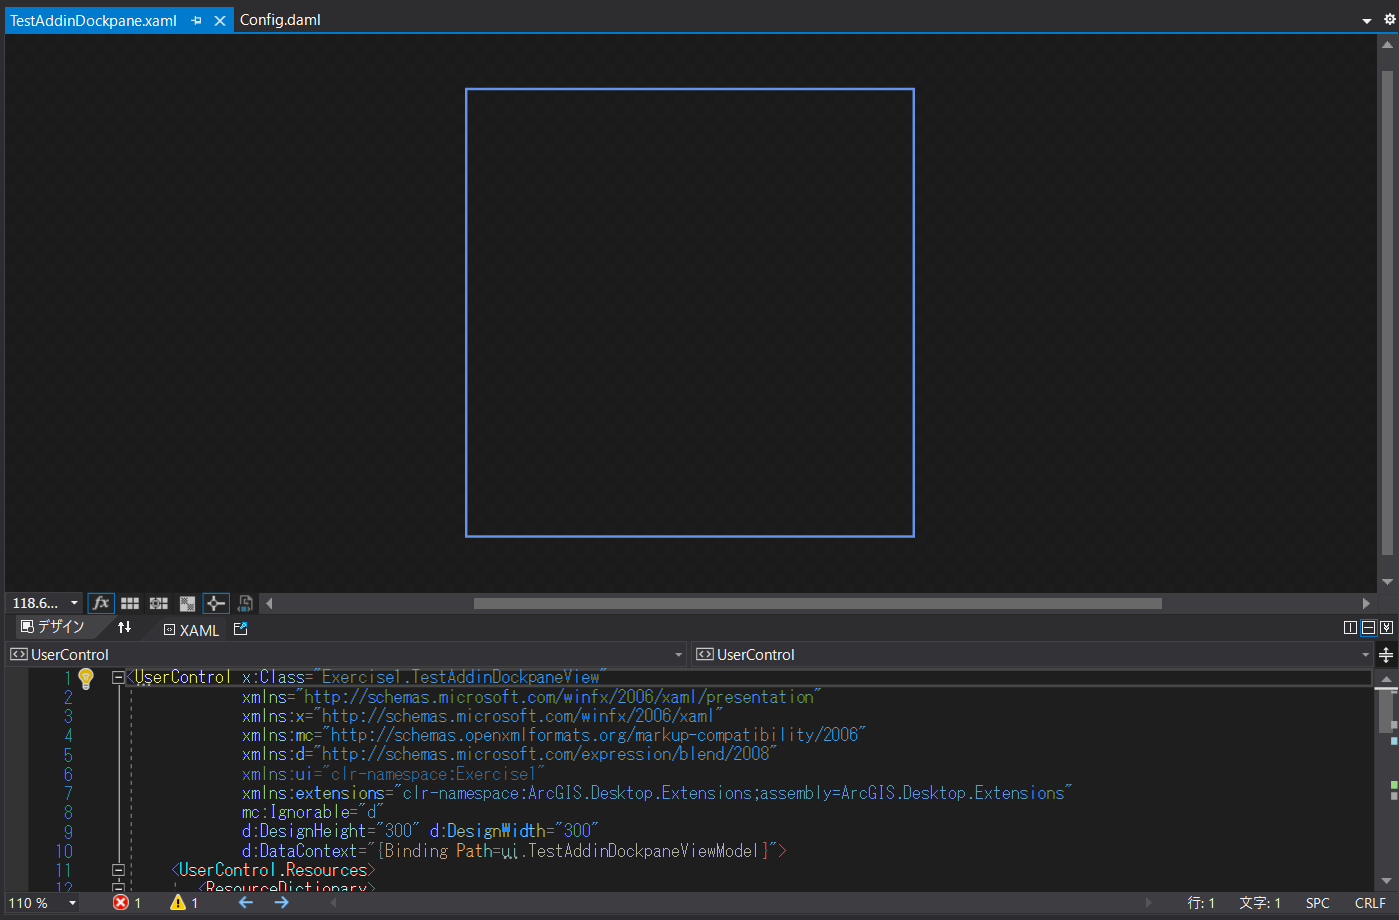 TestAddinDockpane.xaml Config.daml
118.6...
デザイン XAML
UserControl UserControl
1 <UserControl x:Class="Exercise1.TestAddinDockpaneView"
2 xmlns="http://schemas.microsoft.com/winfx/2006/xaml/presentation"
3 xmlns:x="http://schemas.microsoft.com/winfx/2006/xaml"
4 xmlns:mc="http://schemas.openxmlformats.org/markup-compatibility/2006"
5 xmlns:d="http://schemas.microsoft.com/expression/blend/2008"
6 xmlns:ui="clr-namespace:Exercise1"
7 xmlns:extensions="clr-namespace:ArcGIS.Desktop.Extensions;assembly=ArcGIS.Desktop.Extensions"
8 mc:Ignorable="d"
9 d:DesignHeight="300" d:DesignWidth="300"
10 d:DataContext="{Binding Path=ui.TestAddinDockpaneViewModel}">
11 <UserControl.Resources>
12 <ResourceDictionary>
110 % 1 1 行: 1 文字: 1 SPC CRLF